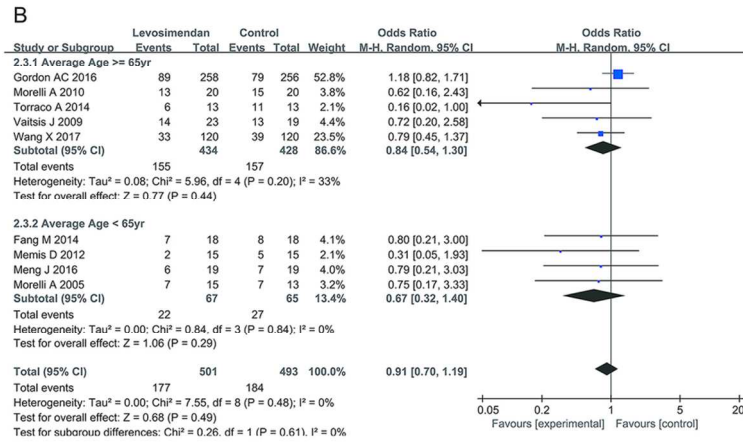 B
Levosimendan Control Odds Ratio Odds Ratio
Study or Subgroup Events Total Events Total Weight M-H. Random. 95% CI M-H. Random. 95% CI
2.3.1 Average Age >= 65yr
Gordon AC 2016 89 258 79 256 52.8% 1.18 [0.82, 1.71]
Morelli A 2010 13 20 15 20 3.8% 0.62 [0.16, 2.43]
Torraco A 2014 6 13 11 13 2.1% 0.16 [0.02, 1.00]
Vaitsis J 2009 14 23 13 19 4.4% 0.72 [0.20, 2.58]
Wang X 2017 33 120 39 120 23.5% 0.79 [0.45, 1.37]
Subtotal (95% CI) 434 428 86.6% 0.84 [0.54, 1.30]
Total events 155 157
Heterogeneity: Tau² = 0.08; Chi² = 5.96, df = 4 (P = 0.20); I² = 33%
Test for overall effect: Z = 0.77 (P = 0.44)
2.3.2 Average Age < 65yr
Fang M 2014 7 18 8 18 4.1% 0.80 [0.21, 3.00]
Memis D 2012 2 15 5 15 2.1% 0.31 [0.05, 1.93]
Meng J 2016 6 19 7 19 4.0% 0.79 [0.21, 3.03]
Morelli A 2005 7 15 7 13 3.2% 0.75 [0.17, 3.33]
Subtotal (95% CI) 67 65 13.4% 0.67 [0.32, 1.40]
Total events 22 27
Heterogeneity: Tau² = 0.00; Chi² = 0.84, df = 3 (P = 0.84); I² = 0%
Test for overall effect: Z = 1.06 (P = 0.29)
Total (95% CI) 501 493 100.0% 0.91 [0.70, 1.19]
Total events 177 184
Heterogeneity: Tau² = 0.00; Chi² = 7.55, df = 8 (P = 0.48); I² = 0%
Test for overall effect: Z = 0.68 (P = 0.49)
Test for subgroup differences: Chi² = 0.26, df = 1 (P = 0.61), I² = 0%
0.05 0.2 1 5 20
Favours [experimental] Favours [control]